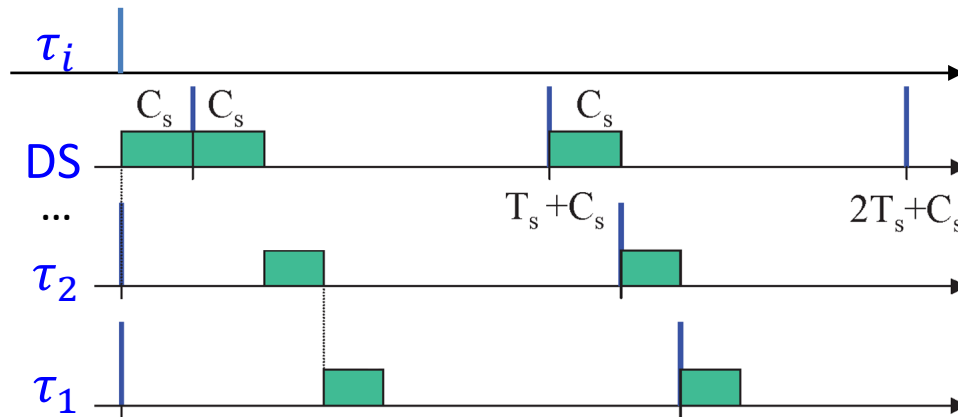 τi
Cs Cs Cs
DS
... Ts+Cs 2Ts+Cs
τ2
τ1